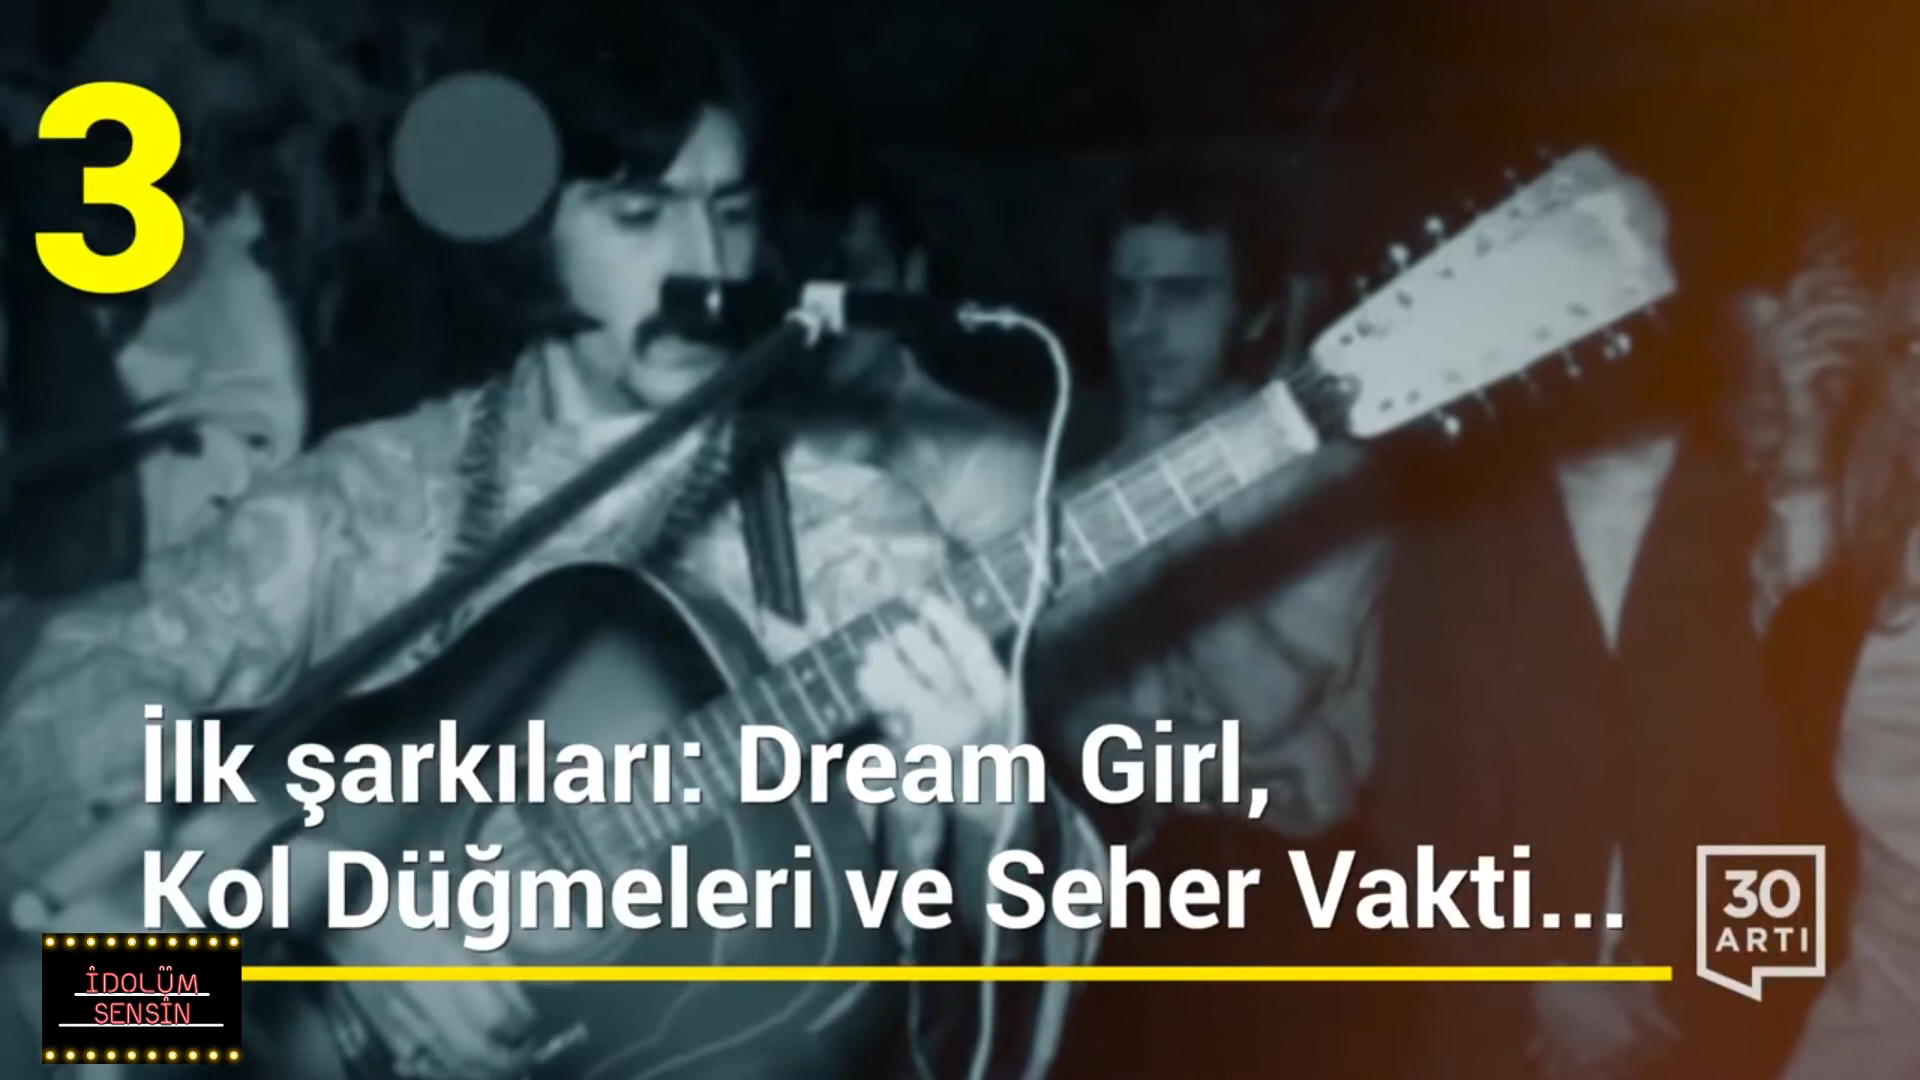 3
İlk şarkıları: Dream Girl,
Kol Düğmeleri ve Seher Vakti...
30
ARTI
İDOLÜM
SENSİN